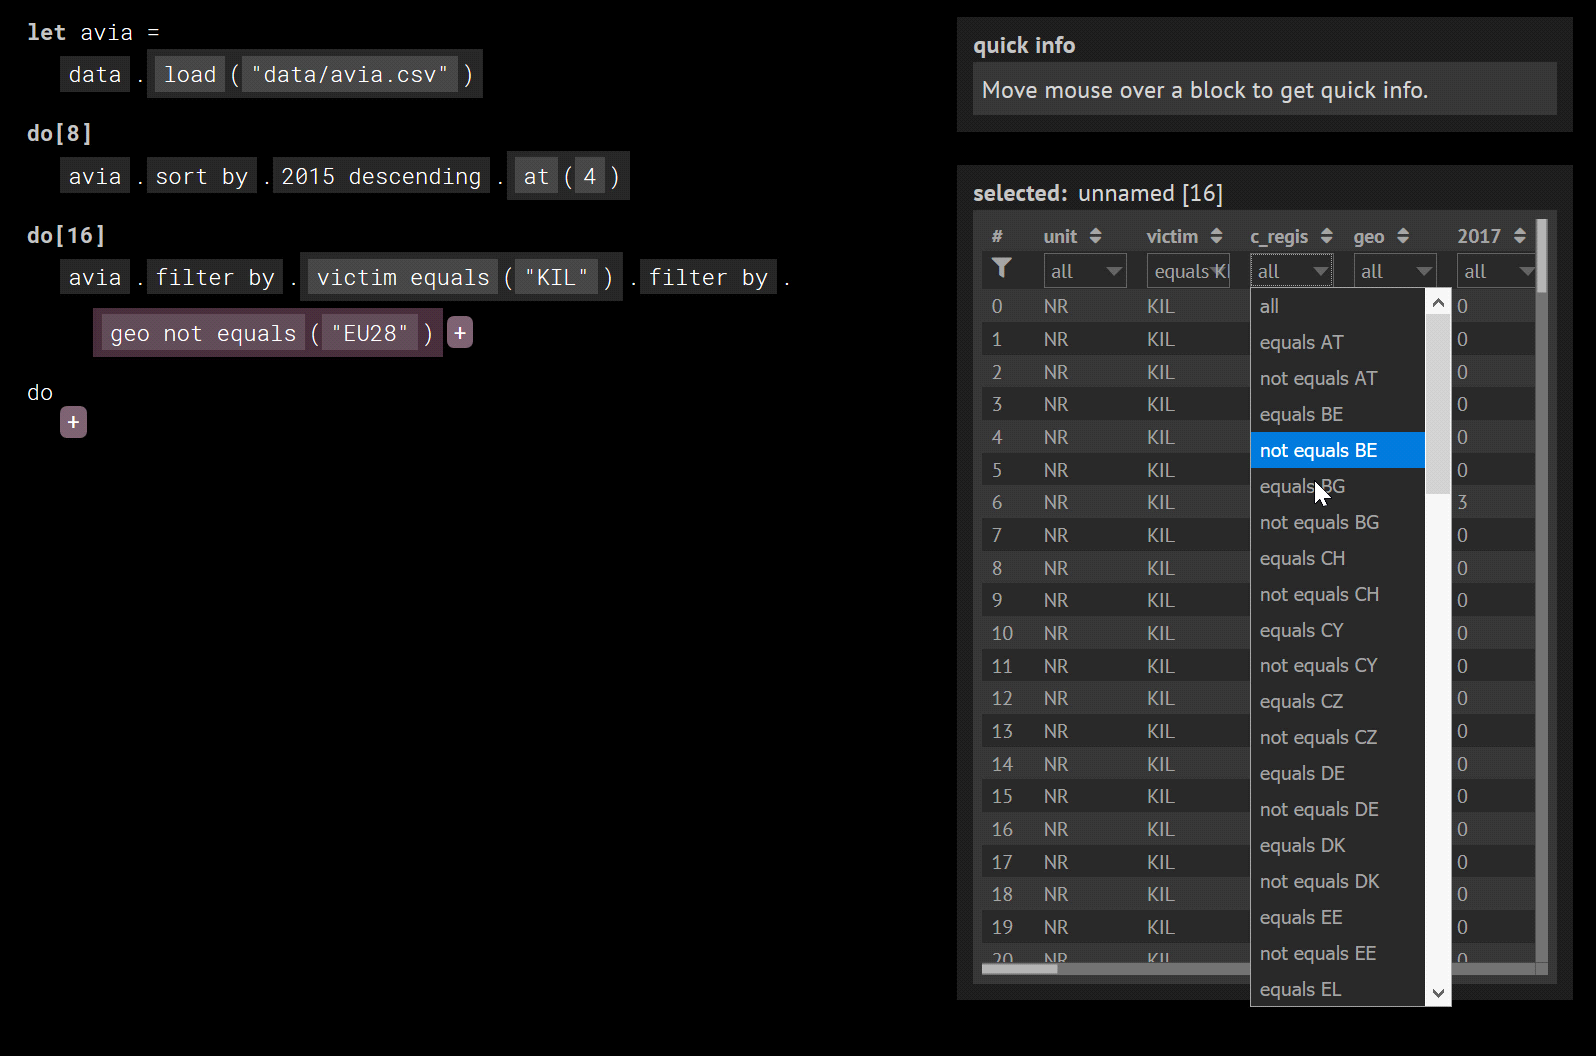 let avia =
data . load ( "data/avia.csv" )
do[8]
avia . sort by . 2015 descending . at ( 4 )
do[16]
avia . filter by . victim equals ( "KIL" ) . filter by .
geo not equals ( "EU28" ) +
do
+
quick info
Move mouse over a block to get quick info.
selected: unnamed [16]
# unit victim c_regis geo 2017
all equals KI all all all
0 NR KIL 0
1 NR KIL 0
2 NR KIL 0
3 NR KIL 0
4 NR KIL 0
5 NR KIL 0
6 NR KIL 3
7 NR KIL 0
8 NR KIL 0
9 NR KIL 0
10 NR KIL 0
11 NR KIL 0
12 NR KIL 0
13 NR KIL 0
14 NR KIL 0
15 NR KIL 0
16 NR KIL 0
17 NR KIL 0
18 NR KIL 0
19 NR KIL 0
20 NR KIL 0
all
equals AT
not equals AT
equals BE
not equals BE
equals BG
not equals BG
equals CH
not equals CH
equals CY
not equals CY
equals CZ
not equals CZ
equals DE
not equals DE
equals DK
not equals DK
equals EE
not equals EE
equals EL